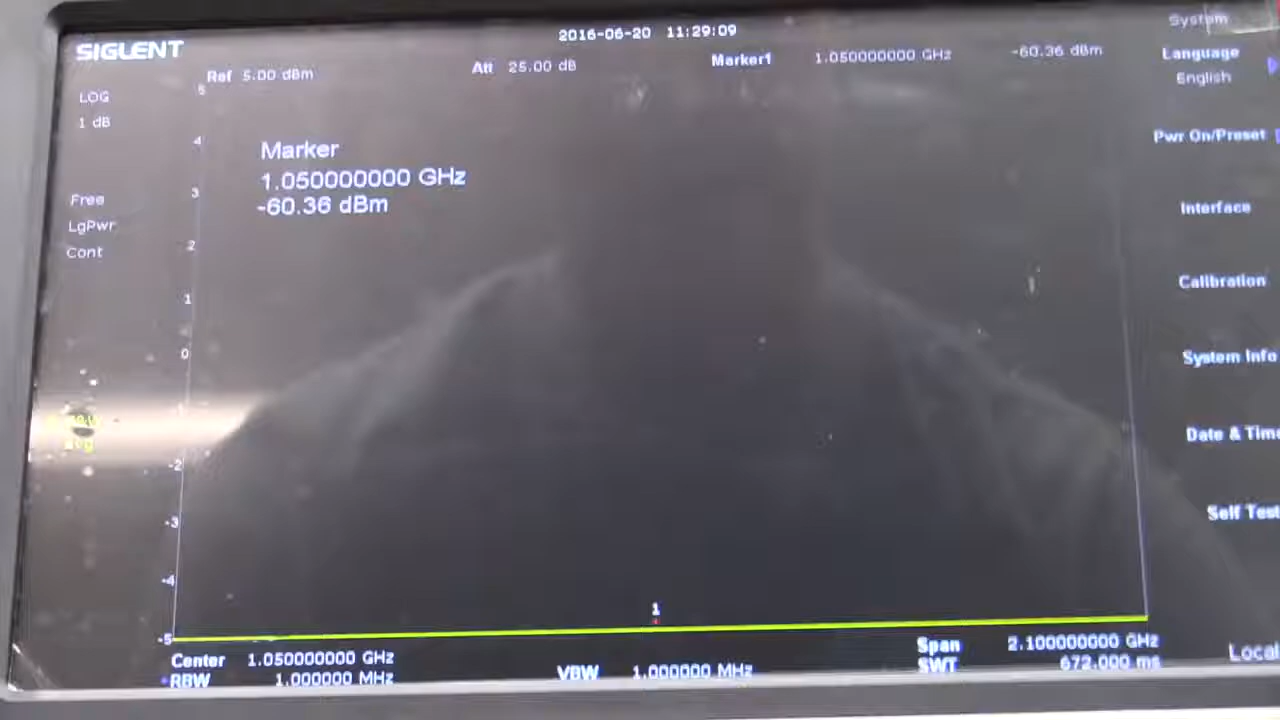 2016-06-20 11:29:09
System
SIGLENT
Ref 5.00 dBm Att 25.00 dB Marker1 1.050000000 GHz -60.36 dBm
Language
English
LOG
1 dB
Pwr On/Preset
Marker
1.050000000 GHz
-60.36 dBm
Free
LgPwr
Cont
Interface
Calibration
System Info
Date & Time
Self Test
5
4
3
2
1
0
-2
-3
-4
-5
1
Center 1.050000000 GHz Span 2.100000000 GHz
RBW 1.000000 MHz VBW 1.000000 MHz SWT 672.000 ms
Local